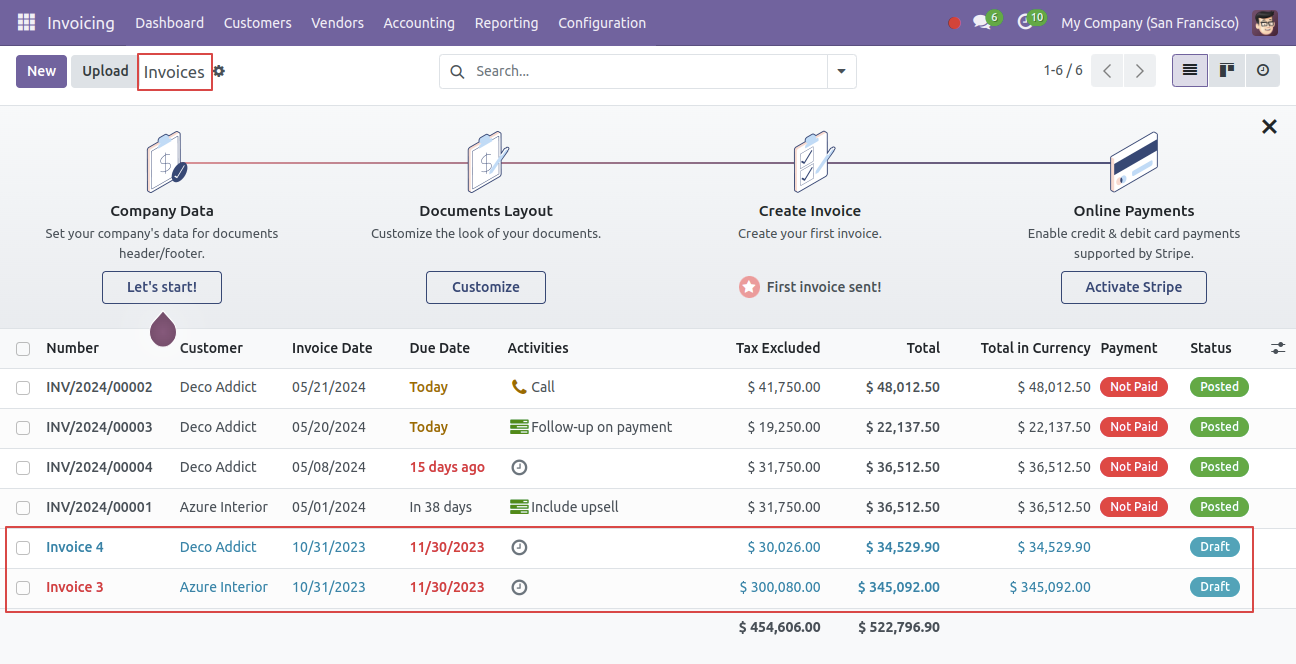 Invoicing Dashboard Customers Vendors Accounting Reporting Configuration 6 10 My Company (San Francisco)
New Upload Invoices Search... 1-6 / 6
Company Data Documents Layout Create Invoice Online Payments
Set your company's data for documents Customize the look of your documents. Create your first invoice. Enable credit & debit card payments
header/footer. supported by Stripe.
Let's start! Customize First invoice sent! Activate Stripe
Number Customer Invoice Date Due Date Activities Tax Excluded Total Total in Currency Payment Status
INV/2024/00002 Deco Addict 05/21/2024 Today Call $ 41,750.00 $ 48,012.50 $ 48,012.50 Not Paid Posted
INV/2024/00003 Deco Addict 05/20/2024 Today Follow-up on payment $ 19,250.00 $ 22,137.50 $ 22,137.50 Not Paid Posted
INV/2024/00004 Deco Addict 05/08/2024 15 days ago $ 31,750.00 $ 36,512.50 $ 36,512.50 Not Paid Posted
INV/2024/00001 Azure Interior 05/01/2024 In 38 days Include upsell $ 31,750.00 $ 36,512.50 $ 36,512.50 Not Paid Posted
Invoice 4 Deco Addict 10/31/2023 11/30/2023 $ 30,026.00 $ 34,529.90 $ 34,529.90 Draft
Invoice 3 Azure Interior 10/31/2023 11/30/2023 $ 300,080.00 $ 345,092.00 $ 345,092.00 Draft
$ 454,606.00 $ 522,796.90